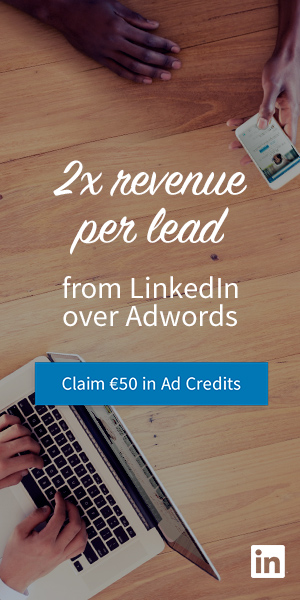 2x revenue
per lead
from LinkedIn
over Adwords
Claim €50 in Ad Credits
in